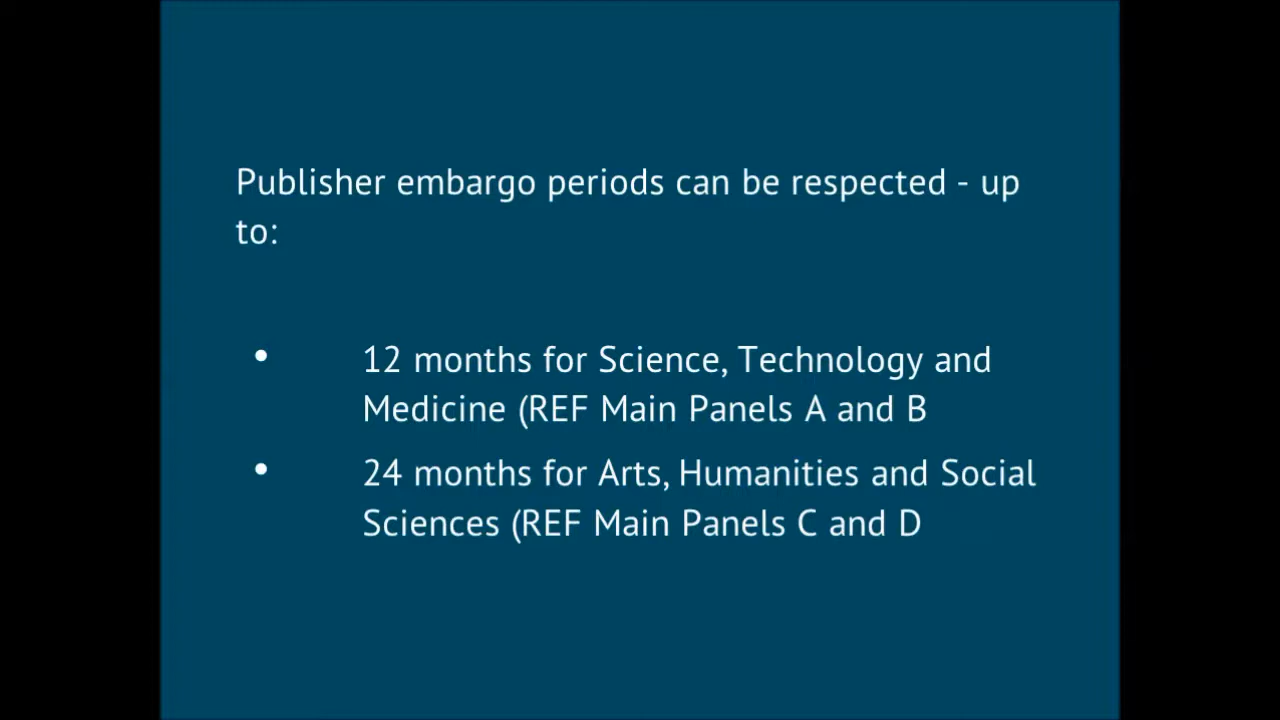 Publisher embargo periods can be respected - up
to:
• 12 months for Science, Technology and
Medicine (REF Main Panels A and B
• 24 months for Arts, Humanities and Social
Sciences (REF Main Panels C and D